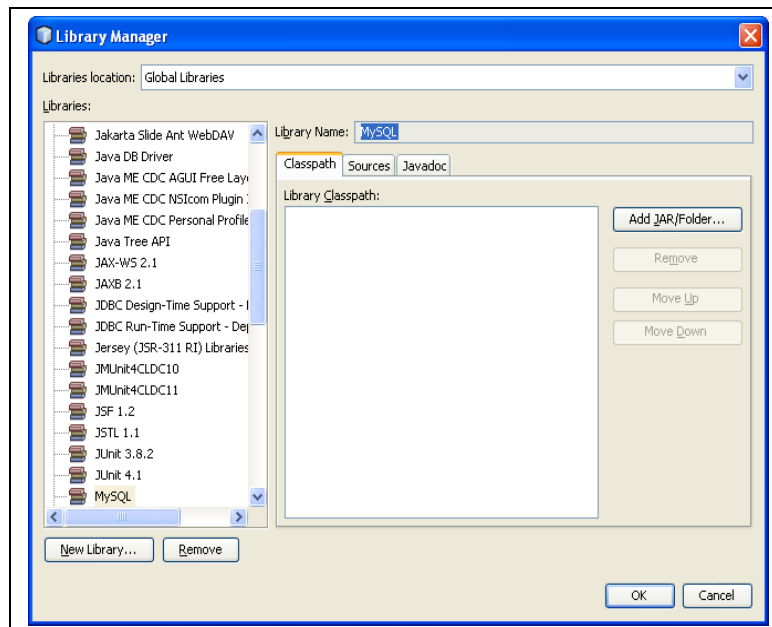 Library Manager
Libraries location: Global Libraries
Libraries:
Jakarta Slide Ant WebDAV
Java DB Driver
Java ME CDC AGUI Free Lay
Java ME CDC NSIcom Plugin
Java ME CDC Personal Profile
Java Tree API
JAX-WS 2.1
JAXB 2.1
JDBC Design-Time Support -
JDBC Run-Time Support - De
Jersey (JSR-311 RI) Libraries
JMUnit4CLDC10
JMUnit4CLDC11
JSF 1.2
JSTL 1.1
JUnit 3.8.2
JUnit 4.1
MySQL
New Library...
Remove
Library Name: MySQL
Classpath Sources Javadoc
Library Classpath:
Add JAR/Folder...
Remove
Move Up
Move Down
OK Cancel